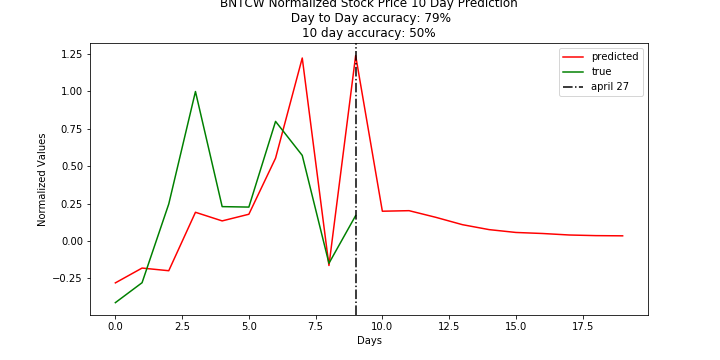 BNTCW Normalized Stock Price 10 Day Prediction
Day to Day accuracy: 79%
10 day accuracy: 50%
predicted
true
april 27
1.25
1.00
0.75
0.50
0.25
0.00
−0.25
Normalized Values
0.0 2.5 5.0 7.5 10.0 12.5 15.0 17.5
Days